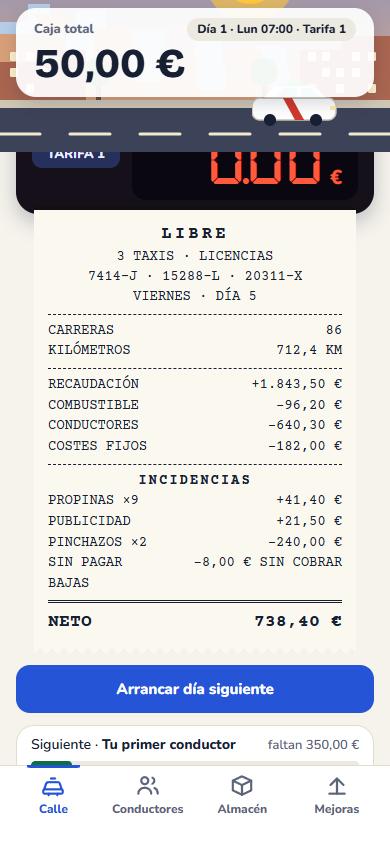 Caja total
Día 1 · Lun 07:00 · Tarifa 1
50,00 €
TARIFA 1
0.00 €
LIBRE
3 TAXIS · LICENCIAS
7414-J · 15288-L · 20311-X
VIERNES · DÍA 5
CARRERAS 86
KILÓMETROS 712,4 KM
RECAUDACIÓN +1.843,50 €
COMBUSTIBLE -96,20 €
CONDUCTORES -640,30 €
COSTES FIJOS -182,00 €
INCIDENCIAS
PROPINAS ×9 +41,40 €
PUBLICIDAD +21,50 €
PINCHAZOS ×2 -240,00 €
SIN PAGAR -8,00 € SIN COBRAR
BAJAS
NETO 738,40 €
Arrancar día siguiente
Siguiente · Tu primer conductor faltan 350,00 €
Calle Conductores Almacén Mejoras